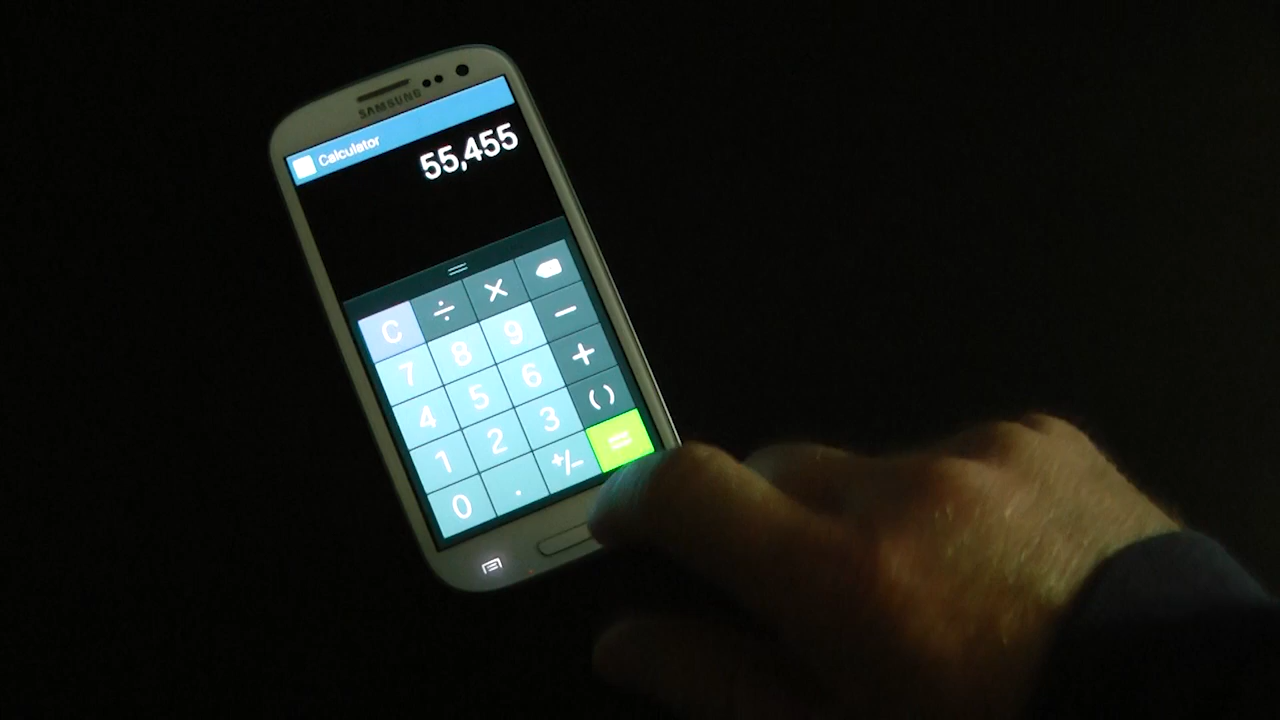 SAMSUNG
Calculator
55,455
C ÷ × 
7 8 9 −
4 5 6 +
1 2 3 ()
0 . +/− =